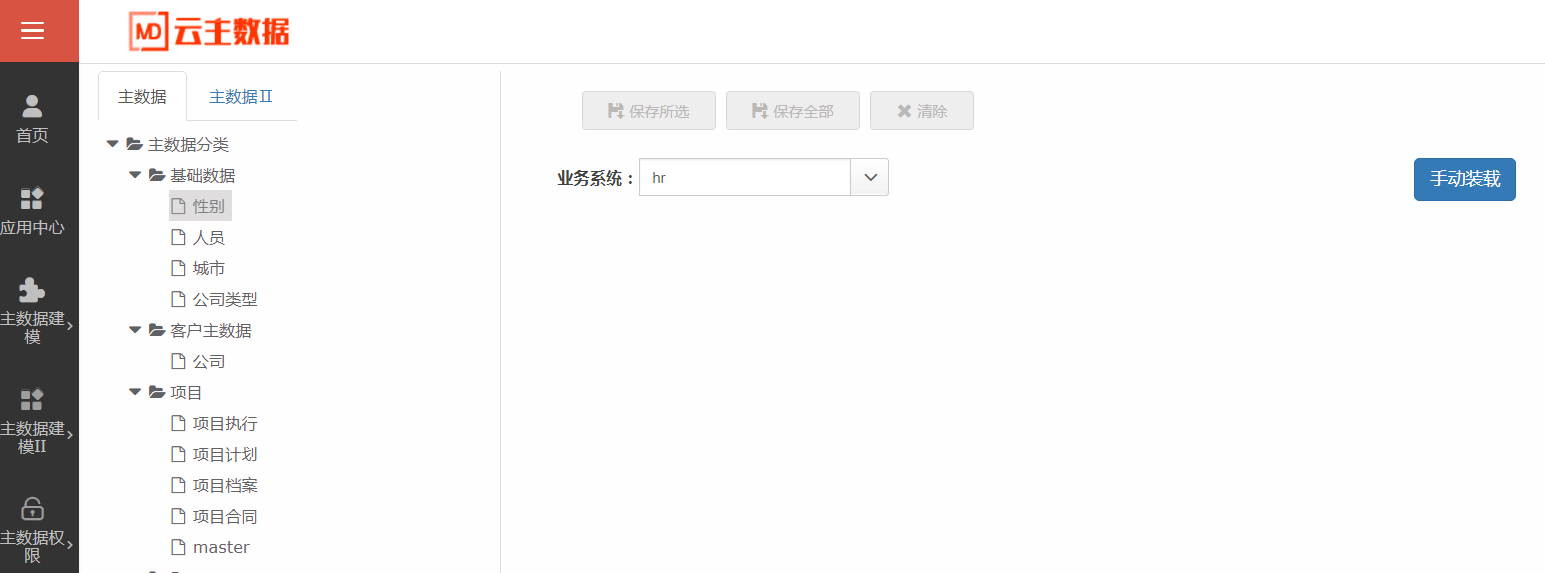 MD 云主数据
首页
应用中心
主数据建
模
主数据建
模II
主数据权
限
主数据
主数据II
主数据分类
基础数据
性别
人员
城市
公司类型
客户主数据
公司
项目
项目执行
项目计划
项目档案
项目合同
master
保存所选
保存全部
清除
业务系统：
hr
手动装载